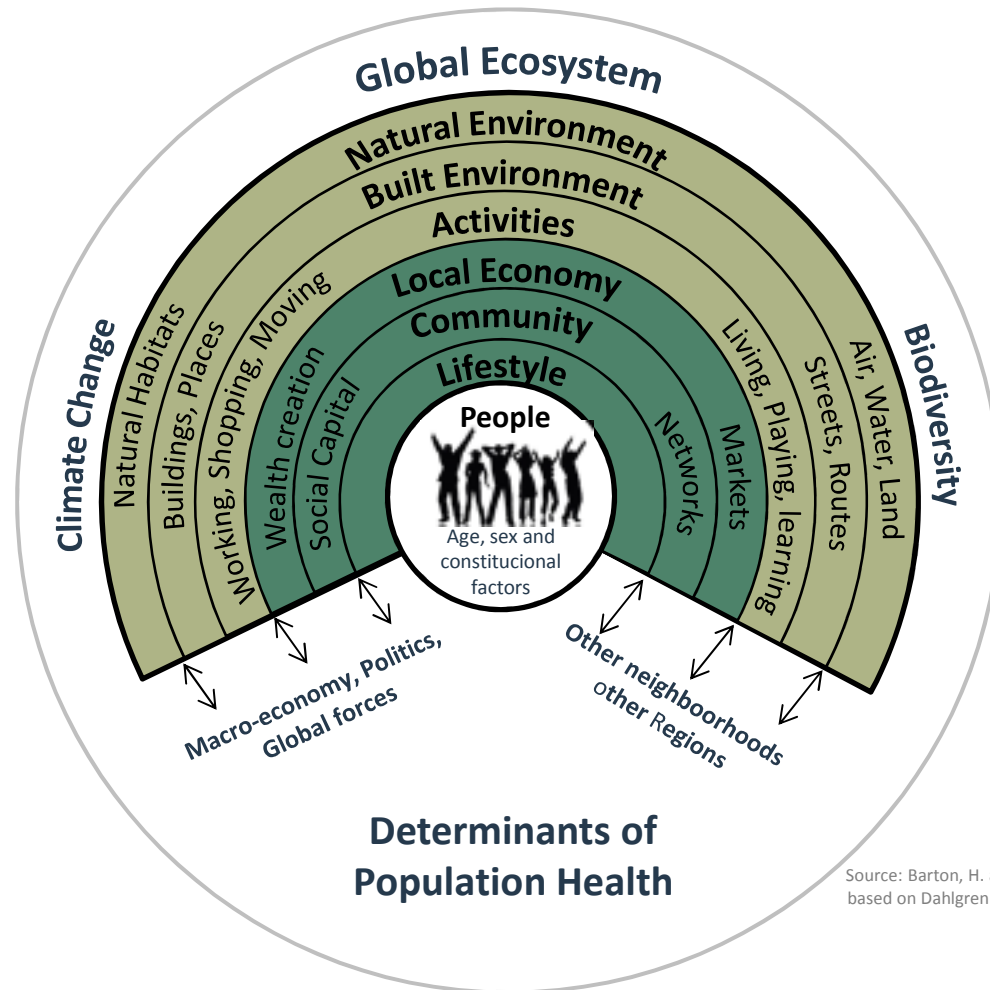 Global Ecosystem
Natural Environment
Built Environment
Activities
Local Economy
Community
Lifestyle
People
Age, sex and
constitucional
factors
Climate Change
Natural Habitats
Buildings, Places
Working, Shopping, Moving
Wealth creation
Social Capital
Networks
Markets
Living, Playing, learning
Streets, Routes
Air, Water, Land
Biodiversity
Macro-economy, Politics,
Global forces
Other neighboorhoods
other Regions
Determinants of
Population Health
Source: Barton, H.
based on Dahlgren